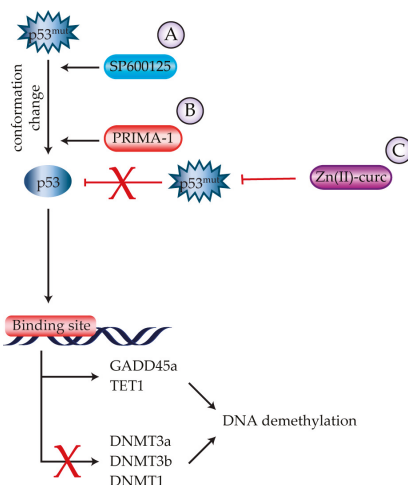 A
p53mut
SP600125
conformation
change
B
PRIMA-1
C
p53
X
p53mut
Zn(II)-curc
Binding site
GADD45a
TET1
DNA demethylation
X
DNMT3a
DNMT3b
DNMT1